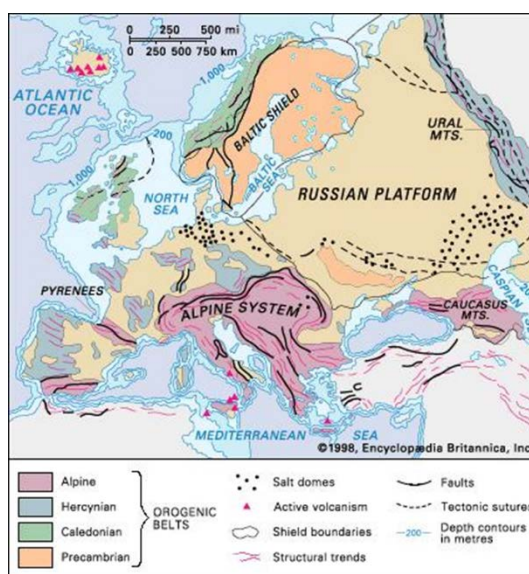 0 250 500 mi
0 250 500 750 km
ATLANTIC
OCEAN
1,000
200
1,000
NORTH
SEA
BALTIC SHIELD
BALTIC SEA
URAL
MTS.
RUSSIAN PLATFORM
PYRENEES
ALPINE SYSTEM
CASPIAN
CAUCASUS
MTS.
MEDITERRANEAN SEA
©1998, Encyclopædia Britannica, Inc
Alpine
Hercynian
Caledonian
Precambrian
OROGENIC
BELTS
Salt domes
Active volcanism
Shield boundaries
Structural trends
Faults
Tectonic sutures
200 Depth contours
in metres